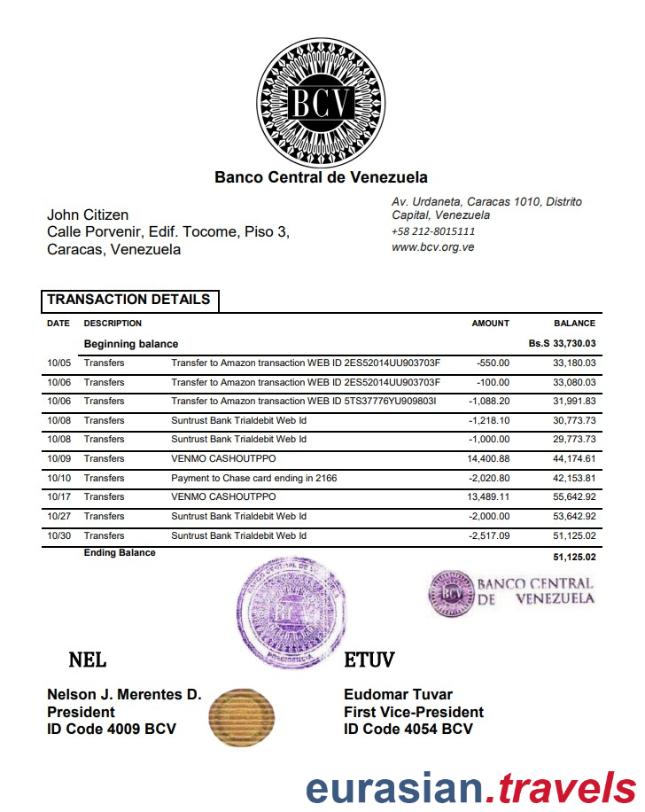 BCV
Banco Central de Venezuela
John Citizen
Calle Porvenir, Edif. Tocome, Piso 3,
Caracas, Venezuela
Av. Urdaneta, Caracas 1010, Distrito
Capital, Venezuela
+58 212-8015111
www.bcv.org.ve
TRANSACTION DETAILS
DATE DESCRIPTION AMOUNT BALANCE
Beginning balance Bs.S 33,730.03
10/05 Transfers Transfer to Amazon transaction WEB ID 2ES52014UU903703F -550.00 33,180.03
10/06 Transfers Transfer to Amazon transaction WEB ID 2ES52014UU903703F -100.00 33,080.03
10/06 Transfers Transfer to Amazon transaction WEB ID 5TS37776YU909803I -1,088.20 31,991.83
10/08 Transfers Suntrust Bank Trialdebit Web Id -1,218.10 30,773.73
10/08 Transfers Suntrust Bank Trialdebit Web Id -1,000.00 29,773.73
10/09 Transfers VENMO CASHOUTPPO 14,400.88 44,174.61
10/10 Transfers Payment to Chase card ending in 2166 -2,020.80 42,153.81
10/17 Transfers VENMO CASHOUTPPO 13,489.11 55,642.92
10/27 Transfers Suntrust Bank Trialdebit Web Id -2,000.00 53,642.92
10/30 Transfers Suntrust Bank Trialdebit Web Id -2,517.09 51,125.02
Ending Balance 51,125.02
BCV
PRESIDENCIA
BCV
BANCO CENTRAL
DE VENEZUELA
NEL ETUV
Nelson J. Merentes D. Eudomar Tuvar
President First Vice-President
ID Code 4009 BCV ID Code 4054 BCV
eurasian.travels